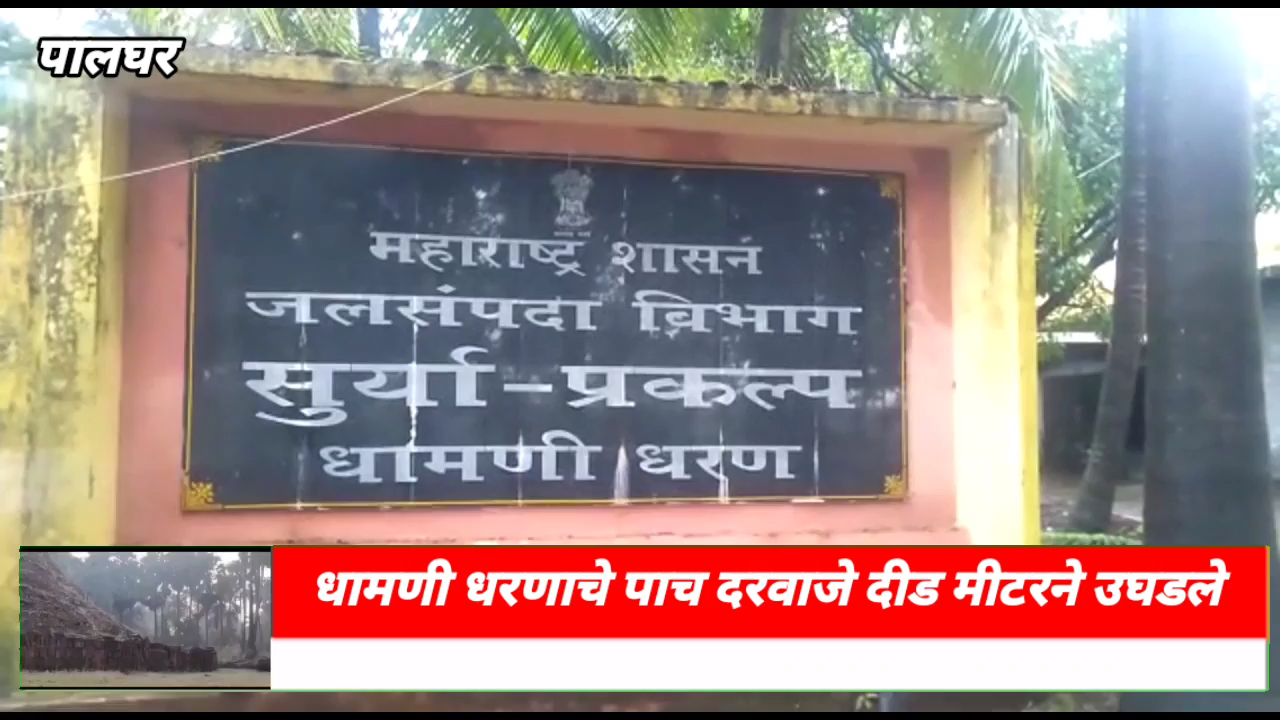 पालघर
महाराष्ट्र शासन
जलसंपदा विभाग
सुर्या-प्रकल्प
धामणी धरण
धामणी धरणाचे पाच दरवाजे दीड मीटरने उघडले